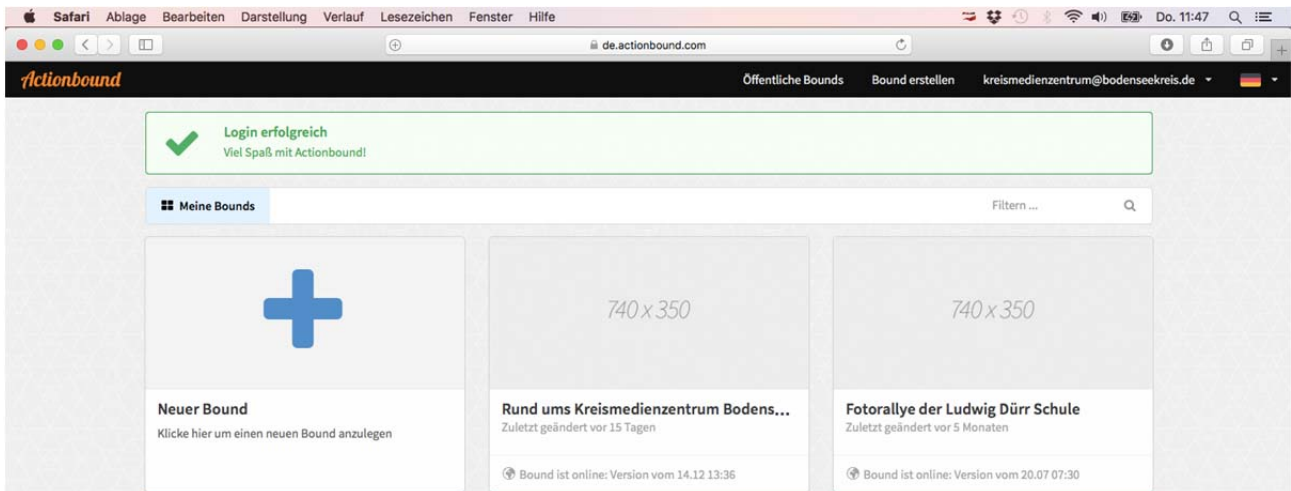 Safari Ablage Bearbeiten Darstellung Verlauf Lesezeichen Fenster Hilfe Do. 11:47
de.actionbound.com
Actionbound Öffentliche Bounds Bound erstellen kreismedienzentrum@bodenseekreis.de
Login erfolgreich
Viel Spaß mit Actionbound!
Meine Bounds Filtern ...
740 x 350 740 x 350
Neuer Bound Rund ums Kreismedienzentrum Bodens... Fotorallye der Ludwig Dürr Schule
Klicke hier um einen neuen Bound anzulegen Zuletzt geändert vor 15 Tagen Zuletzt geändert vor 5 Monaten
Bound ist online: Version vom 14.12 13:36 Bound ist online: Version vom 20.07 07:30